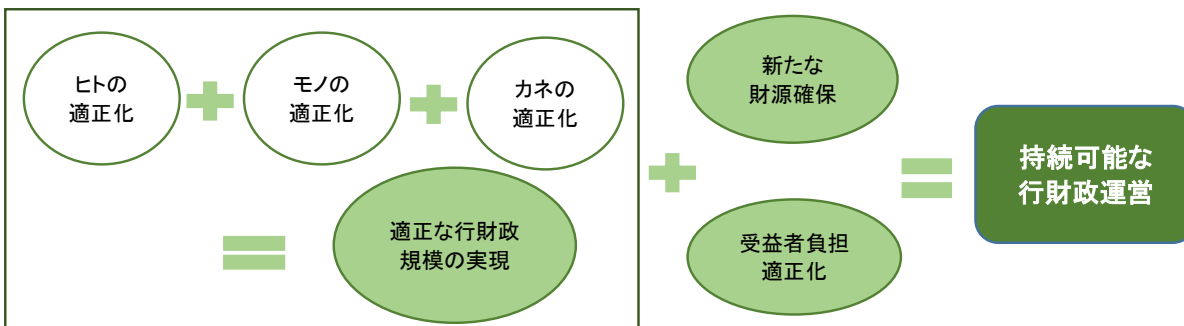 ヒトの
適正化
モノの
適正化
カネの
適正化
適正な行財政
規模の実現
新たな
財源確保
受益者負担
適正化
持続可能な
行財政運営